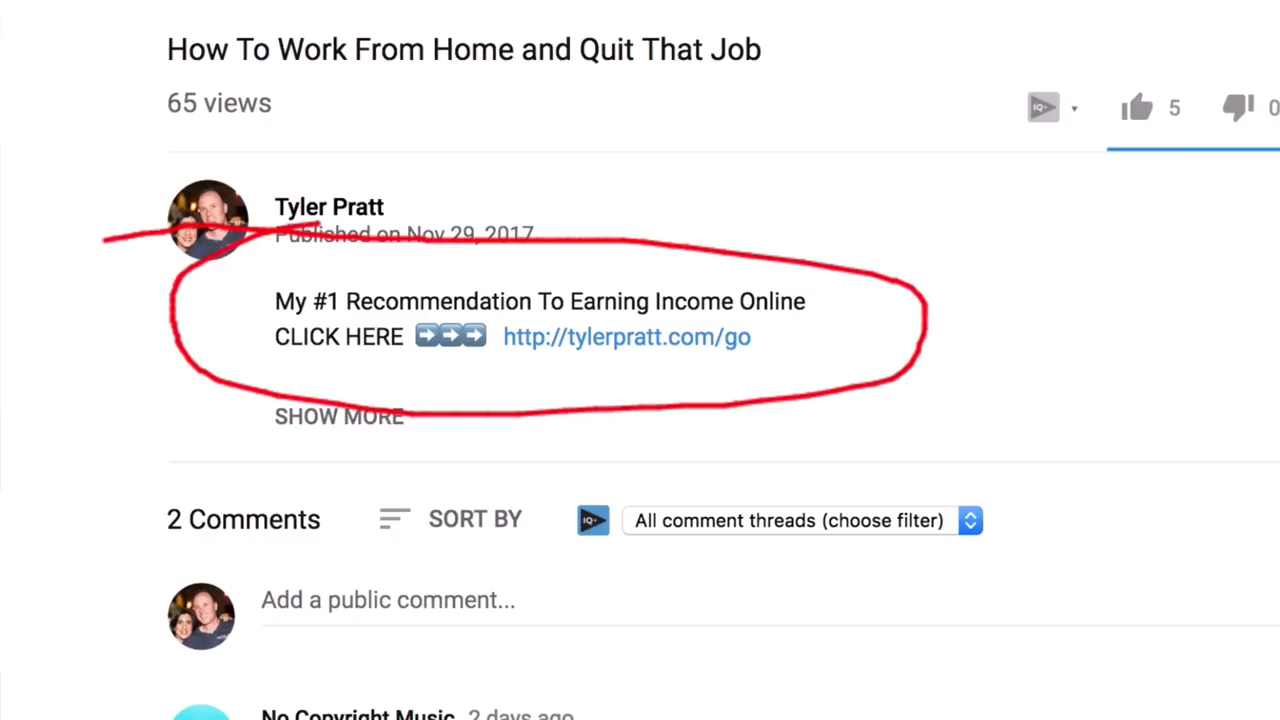 How To Work From Home and Quit That Job
65 views
IQ+
5
0
Tyler Pratt
Published on Nov 29, 2017
My #1 Recommendation To Earning Income Online
CLICK HERE ➡️➡️➡️ http://tylerpratt.com/go
SHOW MORE
2 Comments SORT BY IQ+ All comment threads (choose filter)
Add a public comment...
No Copyright Music 2 days ago